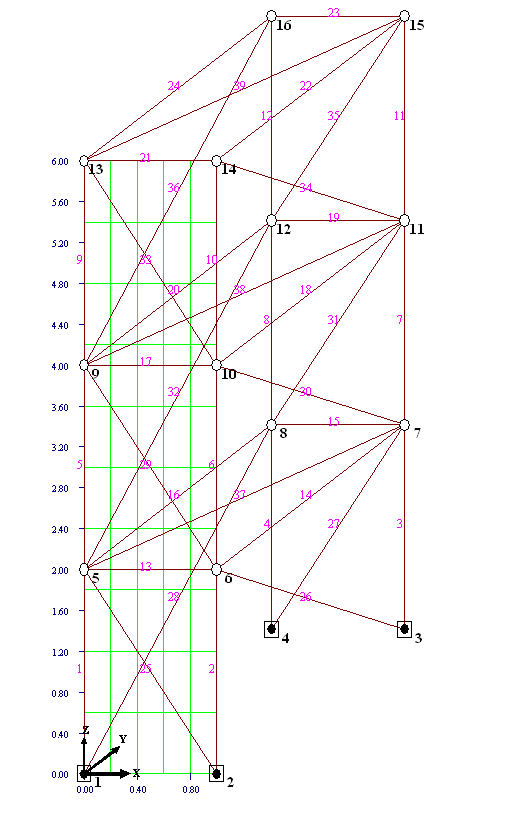 23
16 15
24 39 22
12 35 11
6.00 21
13 14
36 34
5.60 19
12 11
5.20
9 33 10
4.80 20 38 18
4.40 8 31 7
4.00 17
9 10
32 30
3.60 15
8 7
3.20
5 29 6
2.80 16 37 14
2.40 4 27 3
2.00 13
5 6
28 26
1.60
4 3
1.20
1 25 2
0.80
0.40 Z
Y
0.00 X
1 2
0.00 0.40 0.80